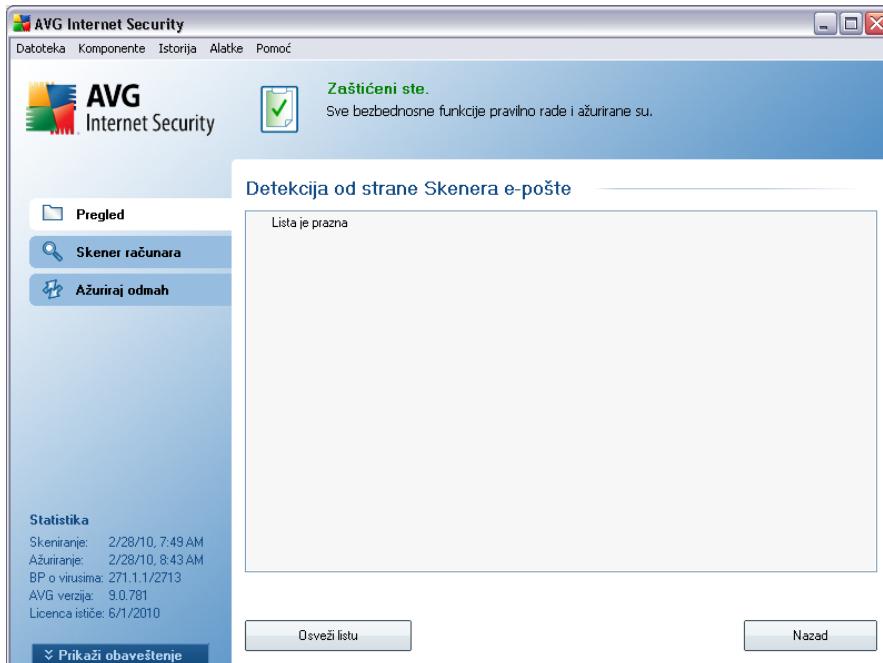 AVG Internet Security
Datoteka Komponente Istorija Alatke Pomoć
AVG
Internet Security
Zaštićeni ste.
Sve bezbednosne funkcije pravilno rade i ažurirane su.
Pregled
Skener računara
Ažuriraj odmah
Detekcija od strane Skenera e-pošte
Lista je prazna
Statistika
Skeniranje: 2/28/10, 7:49 AM
Ažuriranje: 2/28/10, 8:43 AM
BP o virusima: 271.1.1/2713
AVG verzija: 9.0.781
Licenca ističe: 6/1/2010
Prikaži obaveštenje
Osveži listu
Nazad